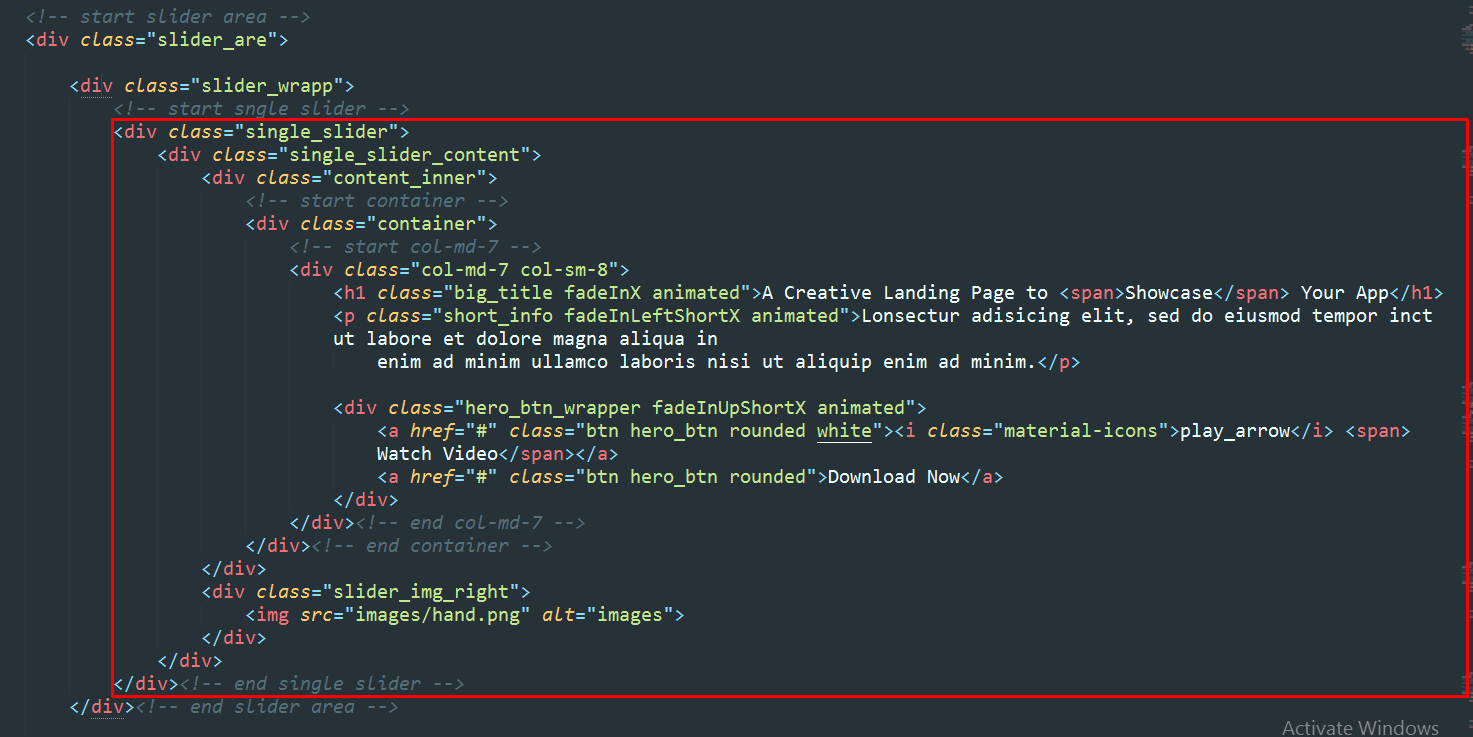 <!-- start slider area -->
<div class="slider_are">
<div class="slider_wrapp">
<!-- start sngle slider -->
<div class="single_slider">
<div class="single_slider_content">
<div class="content_inner">
<!-- start container -->
<div class="container">
<!-- start col-md-7 -->
<div class="col-md-7 col-sm-8">
<h1 class="big_title fadeInX animated">A Creative Landing Page to <span>Showcase</span> Your App</h1>
<p class="short_info fadeInLeftShortX animated">Lonsectur adisicing elit, sed do eiusmod tempor inct
ut labore et dolore magna aliqua in
enim ad minim ullamco laboris nisi ut aliquip enim ad minim.</p>
<div class="hero_btn_wrapper fadeInUpShortX animated">
<a href="#" class="btn hero_btn rounded white"><i class="material-icons">play_arrow</i> <span>
Watch Video</span></a>
<a href="#" class="btn hero_btn rounded">Download Now</a>
</div>
</div><!-- end col-md-7 -->
</div><!-- end container -->
</div>
<div class="slider_img_right">
<img src="images/hand.png" alt="images">
</div>
</div>
</div><!-- end single slider -->
</div><!-- end slider area -->
Activate Windows